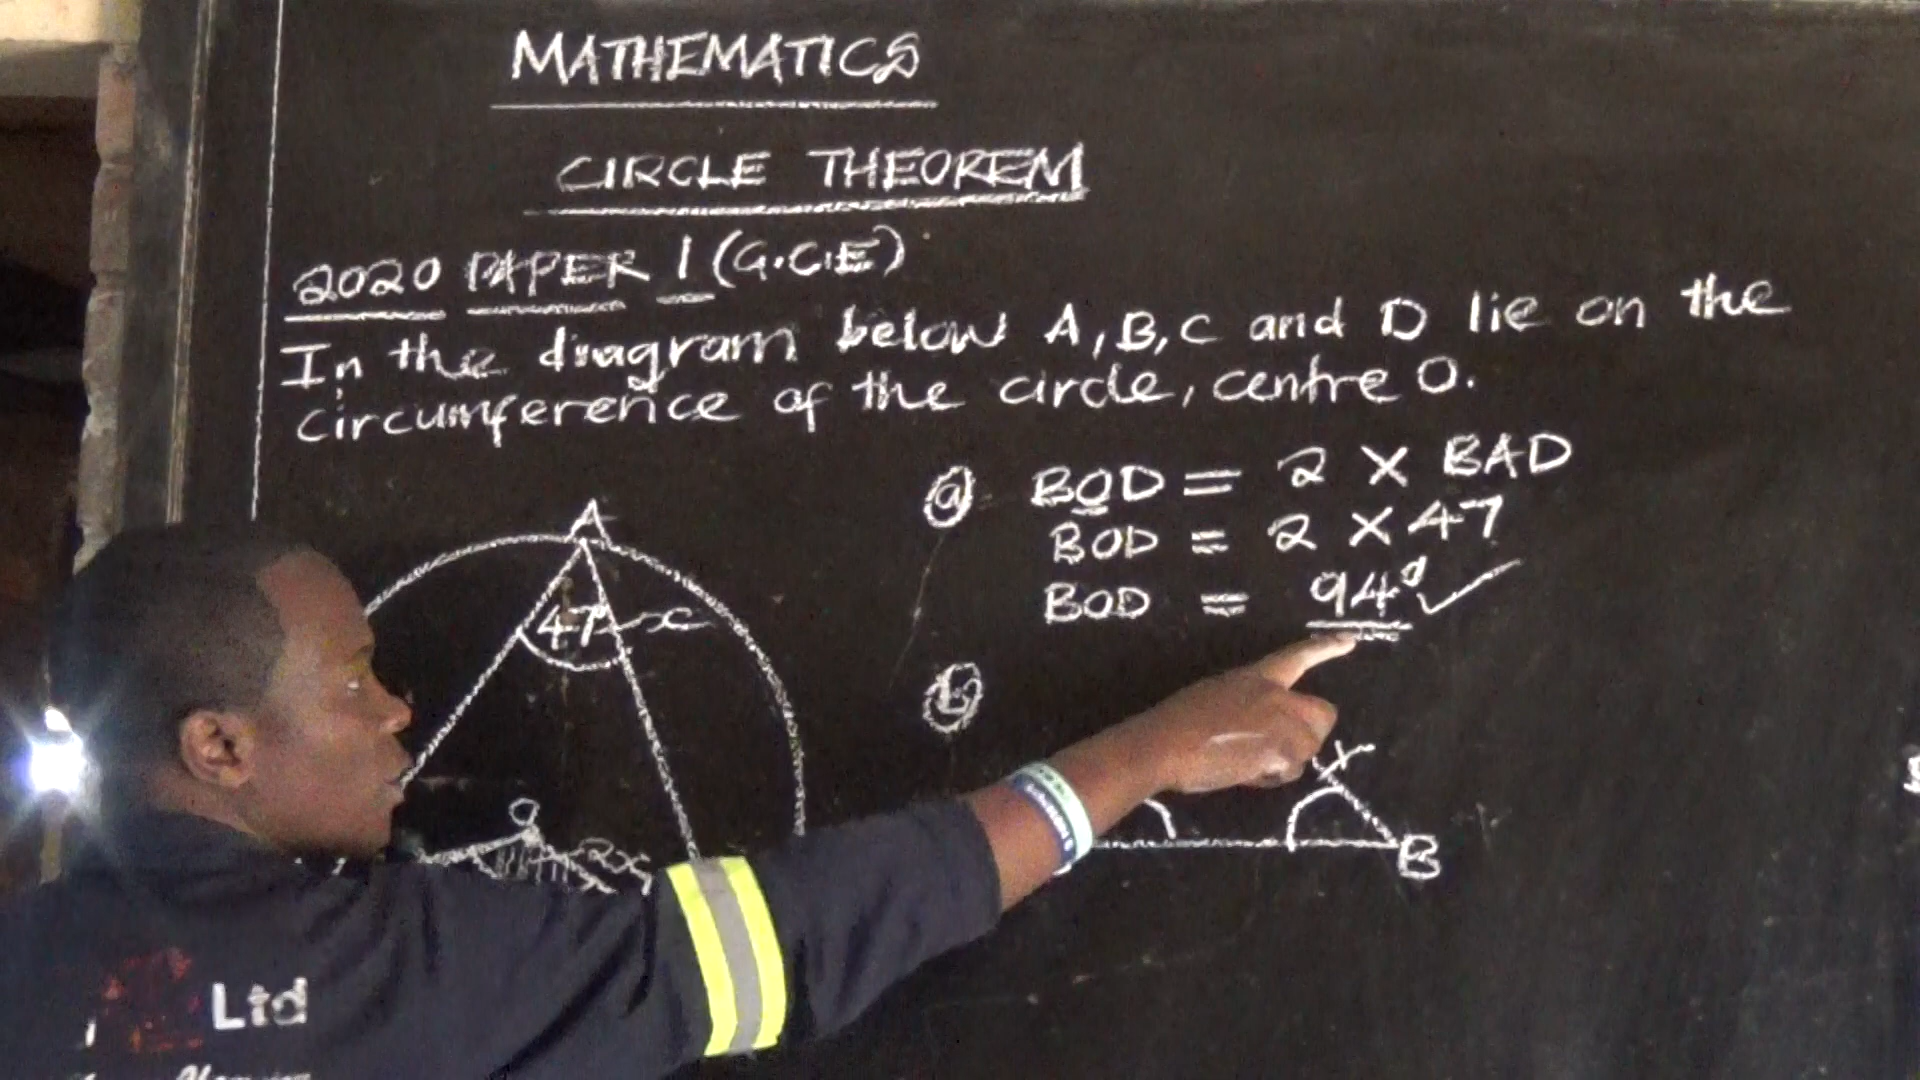 MATHEMATICS
CIRCLE THEOREM
2020 PAPER 1 (G.C.E)
In the diagram below A, B, C and D lie on the
circumference of the circle, centre O.
A
47 x
O
2x
(a) BOD = 2 X BAD
BOD = 2 X 47
BOD = 94° ✓
(b)
x
B
Ltd